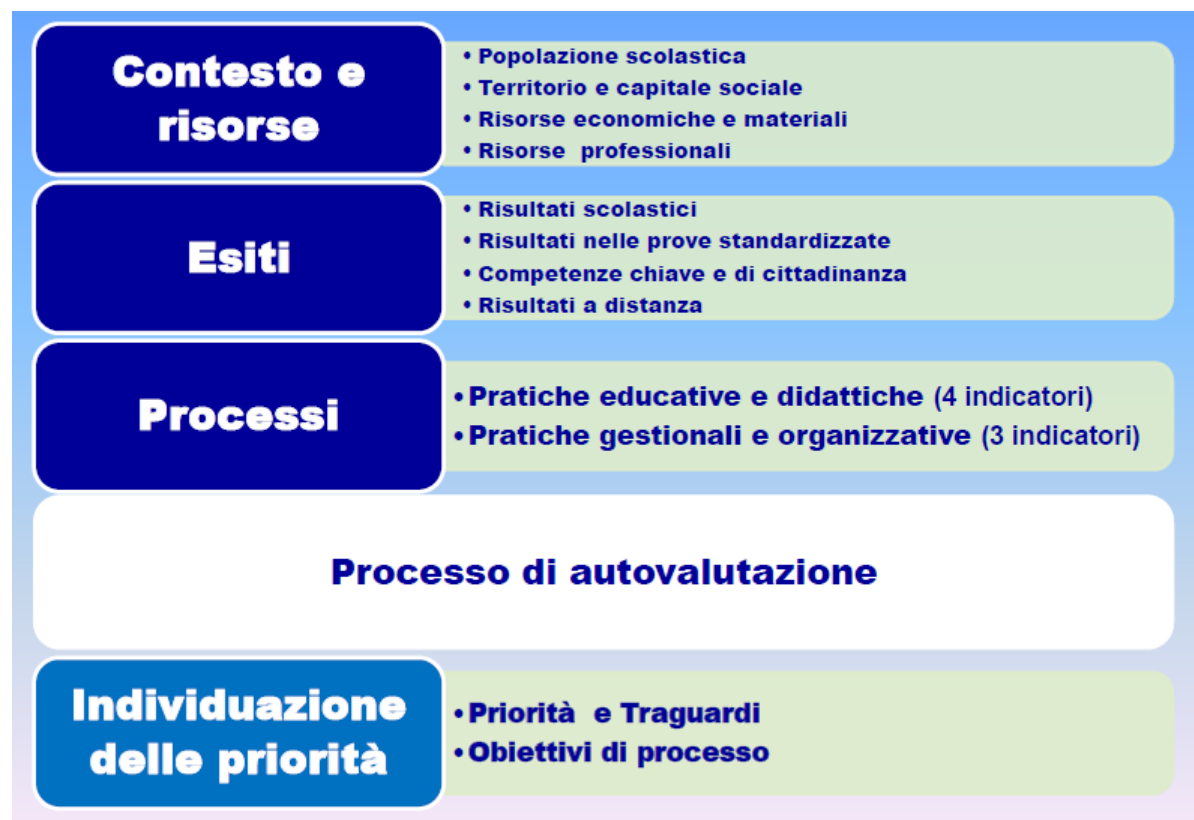 Contesto e
risorse
• Popolazione scolastica
• Territorio e capitale sociale
• Risorse economiche e materiali
• Risorse professionali
Esiti
• Risultati scolastici
• Risultati nelle prove standardizzate
• Competenze chiave e di cittadinanza
• Risultati a distanza
Processi
• Pratiche educative e didattiche (4 indicatori)
• Pratiche gestionali e organizzative (3 indicatori)
Processo di autovalutazione
Individuazione
delle priorità
• Priorità e Traguardi
• Obiettivi di processo